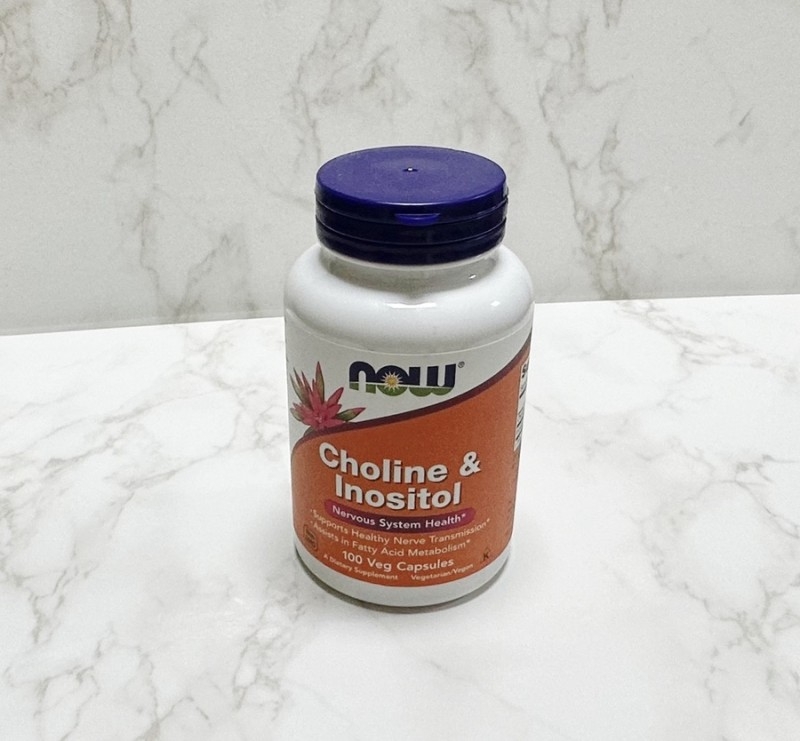 NOW®
Choline &
Inositol
Nervous System Health*
• Supports Healthy Nerve Transmission*
• Assists in Fatty Acid Metabolism*
100 Veg Capsules
A Dietary Supplement Vegetarian/Vegan
K